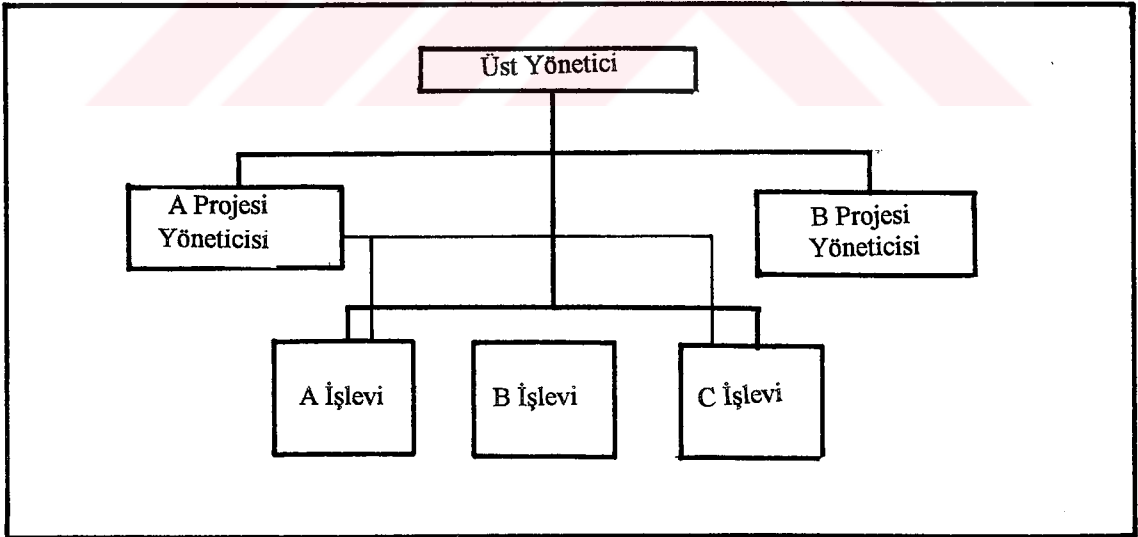 Üst Yönetici
A Projesi
Yöneticisi
B Projesi
Yöneticisi
A İşlevi
B İşlevi
C İşlevi